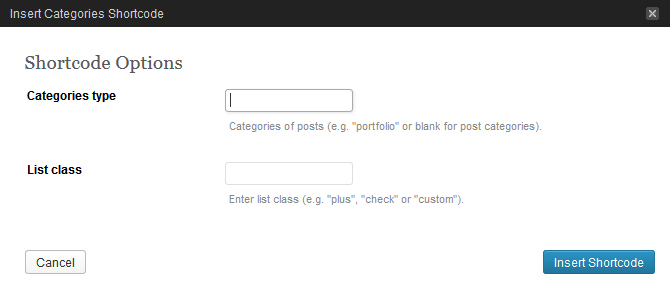 Insert Categories Shortcode
Shortcode Options
Categories type
Categories of posts (e.g. "portfolio" or blank for post categories).
List class
Enter list class (e.g. "plus", "check" or "custom").
Cancel
Insert Shortcode